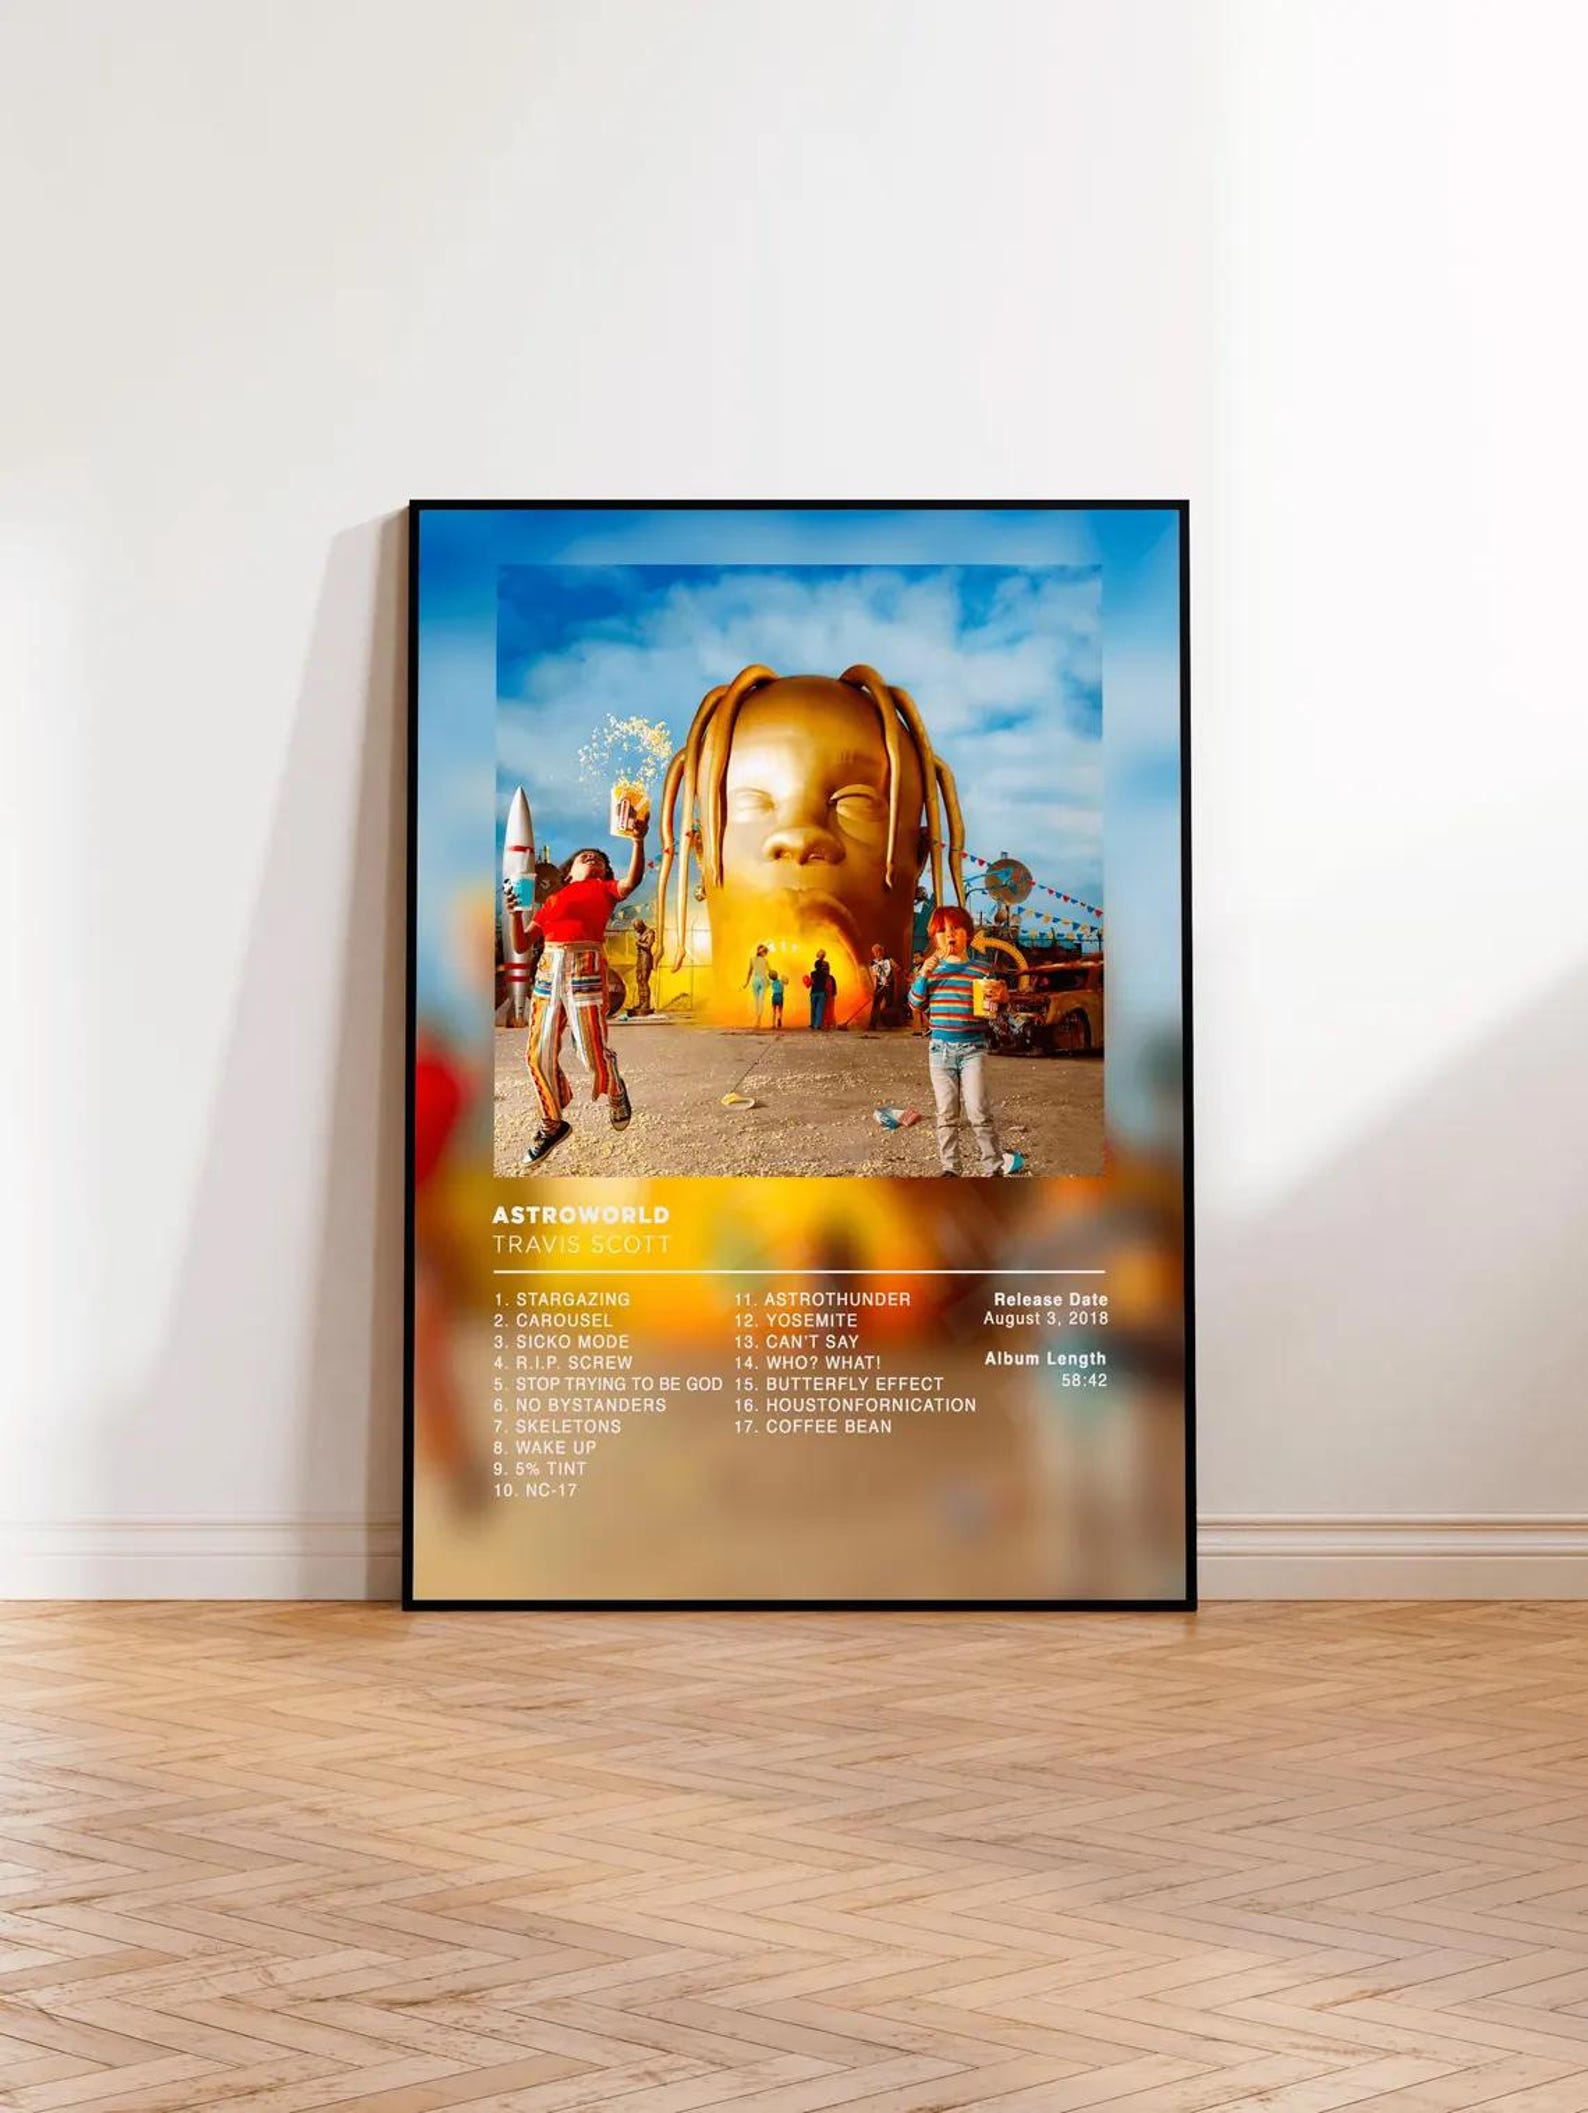 ASTROWORLD
TRAVIS SCOTT
1. STARGAZING
2. CAROUSEL
3. SICKO MODE
4. R.I.P. SCREW
5. STOP TRYING TO BE GOD
6. NO BYSTANDERS
7. SKELETONS
8. WAKE UP
9. 5% TINT
10. NC-17
11. ASTROTHUNDER
12. YOSEMITE
13. CAN'T SAY
14. WHO? WHAT!
15. BUTTERFLY EFFECT
16. HOUSTONFORNICATION
17. COFFEE BEAN
Release Date
August 3, 2018
Album Length
58:42